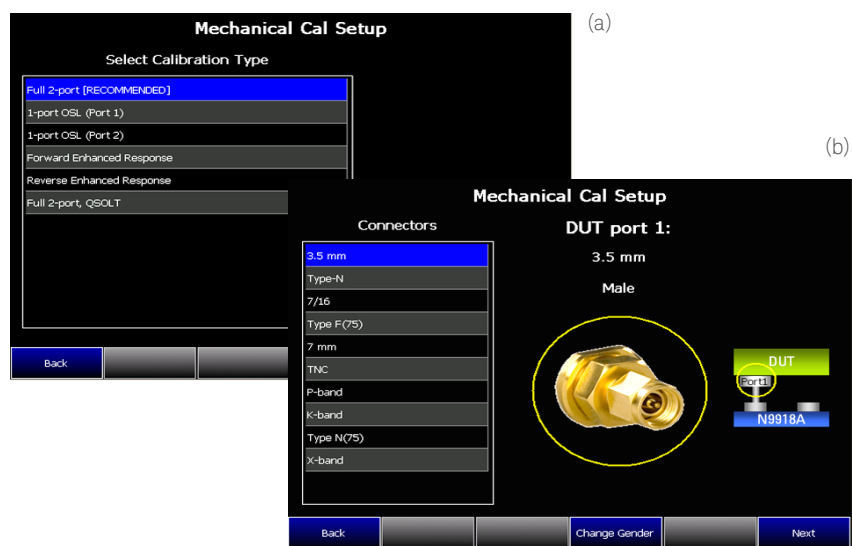 Mechanical Cal Setup
(a)
Select Calibration Type
Full 2-port [RECOMMENDED]
1-port OSL (Port 1)
1-port OSL (Port 2)
Forward Enhanced Response
Reverse Enhanced Response
Full 2-port, QSOLT
Back
(b)
Mechanical Cal Setup
Connectors
DUT port 1:
3.5 mm
Male
3.5 mm
Type-N
7/16
Type F(75)
7 mm
TNC
P-band
K-band
Type N(75)
X-band
DUT
Port1
N9918A
Back
Change Gender
Next